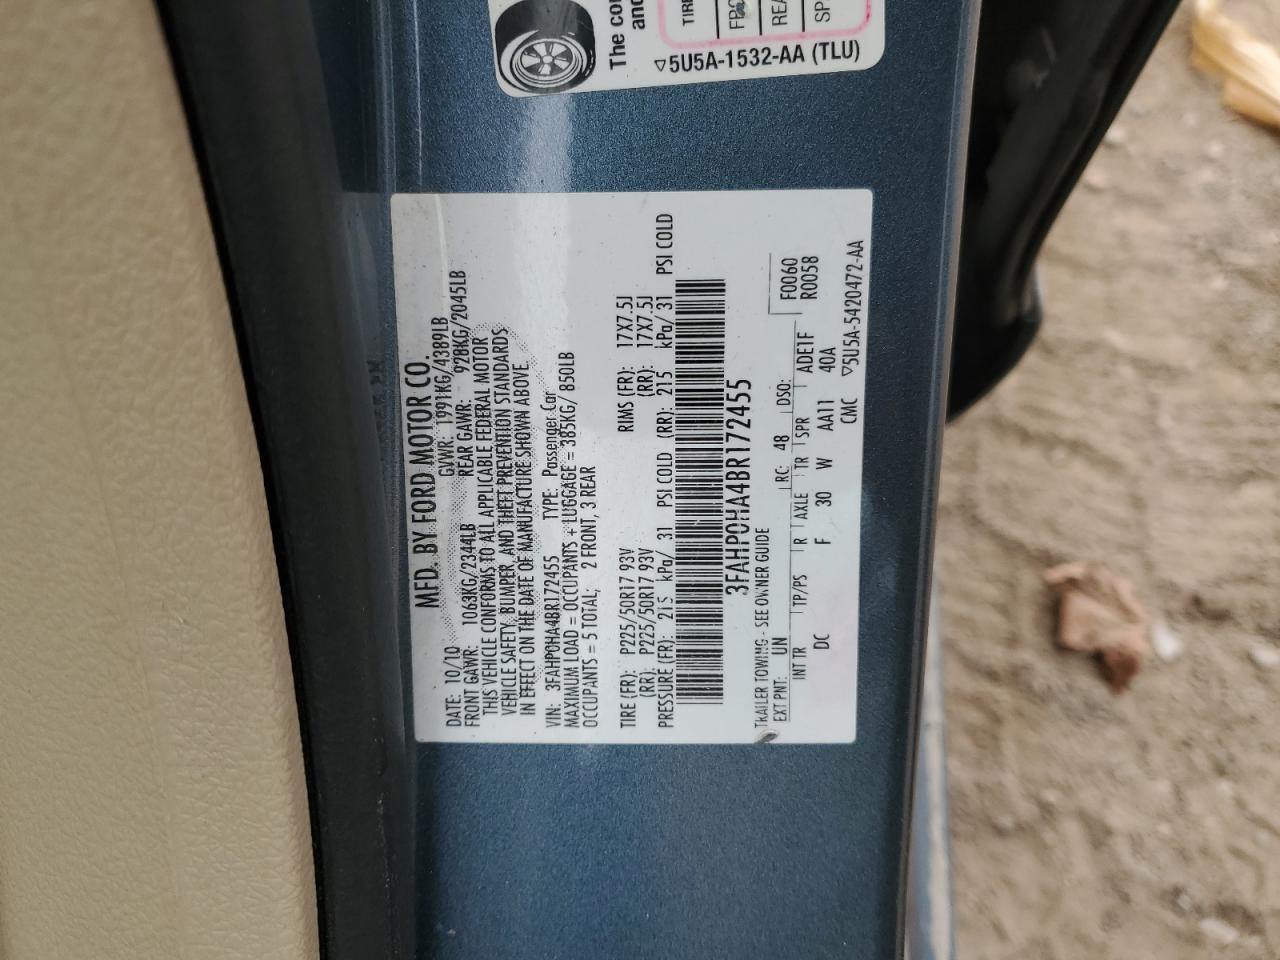 The co
and
TIRE
REA
SP
▽5U5A-1532-AA (TLU)
MFD. BY FORD MOTOR CO.
DATE: 10/10 GVWR: 1991KG/4389LB
FRONT GAWR: 1063KG/2344LB REAR GAWR: 928KG/2045LB
THIS VEHICLE CONFORMS TO ALL APPLICABLE FEDERAL MOTOR
VEHICLE SAFETY, BUMPER, AND THEFT PREVENTION STANDARDS
IN EFFECT ON THE DATE OF MANUFACTURE SHOWN ABOVE
VIN: 3FAHP0HA4BR172455 TYPE: Passenger Car
MAXIMUM LOAD = OCCUPANTS + LUGGAGE = 385KG/ 850LB
OCCUPANTS = 5 TOTAL; 2 FRONT, 3 REAR
TIRE (FR): P225/50R17 93V RIMS (FR): 17X7.5J
(RR): P225/50R17 93V (RR): 17X7.5J
PRESSURE (FR): 215 kPa/ 31 PSI COLD (RR): 215 kPa/ 31 PSI COLD
3FAHP0HA4BR172455
TRAILER TOWING - SEE OWNER GUIDE
F0060
EXT PNT: UN RC: 48 DSO: R0058
INT TR TP/PS R AXLE TR SPR ADE1F
DC F 30 W AA11 40A
CMC ▽5U5A-5420472-AA